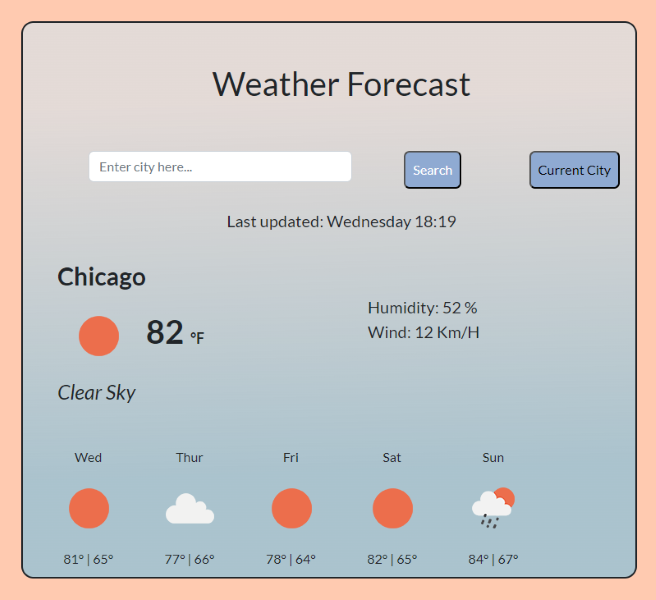 Weather Forecast
Enter city here...
Search
Current City
Last updated: Wednesday 18:19
Chicago
82 °F
Humidity: 52 %
Wind: 12 Km/H
Clear Sky
Wed Thur Fri Sat Sun
81° | 65° 77° | 66° 78° | 64° 82° | 65° 84° | 67°